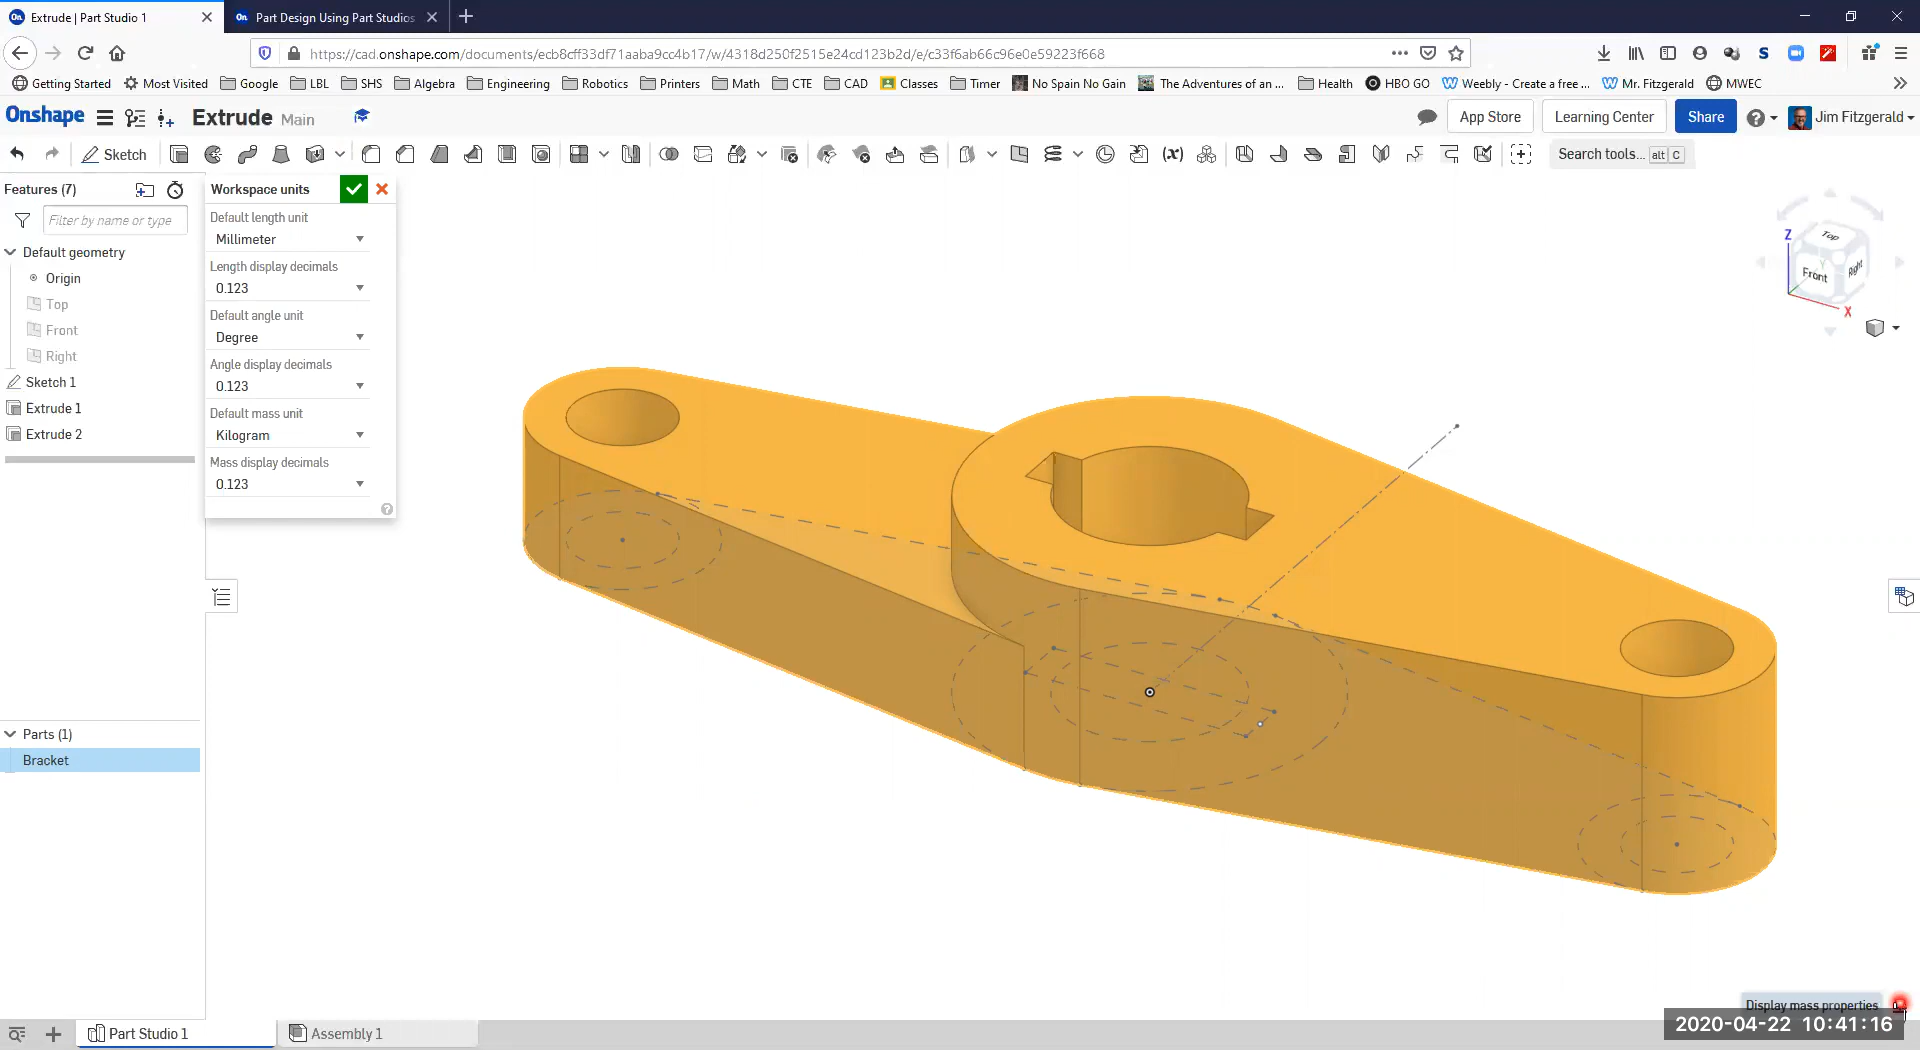 Extrude | Part Studio 1
Part Design Using Part Studios
https://cad.onshape.com/documents/ecb8cff33df71aaba9cc4b17/w/4318d250f2515e24cd123b2d/e/c33f6ab66c96e0e59223f668
Getting Started Most Visited Google LBL SHS Algebra Engineering Robotics Printers Math CTE CAD Classes Timer No Spain No Gain The Adventures of an ... Health HBO GO Weebly - Create a free ... Mr. Fitzgerald MWEC
Onshape Extrude Main App Store Learning Center Share Jim Fitzgerald
Sketch (x) Search tools... alt C
Features (7)
Filter by name or type
Default geometry
Origin
Top
Front
Right
Sketch 1
Extrude 1
Extrude 2
Workspace units
Default length unit
Millimeter
Length display decimals
0.123
Default angle unit
Degree
Angle display decimals
0.123
Default mass unit
Kilogram
Mass display decimals
0.123
Z
Top
Y
Front
Right
X
Parts (1)
Bracket
Display mass properties
2020-04-22 10:41:16
Part Studio 1
Assembly 1